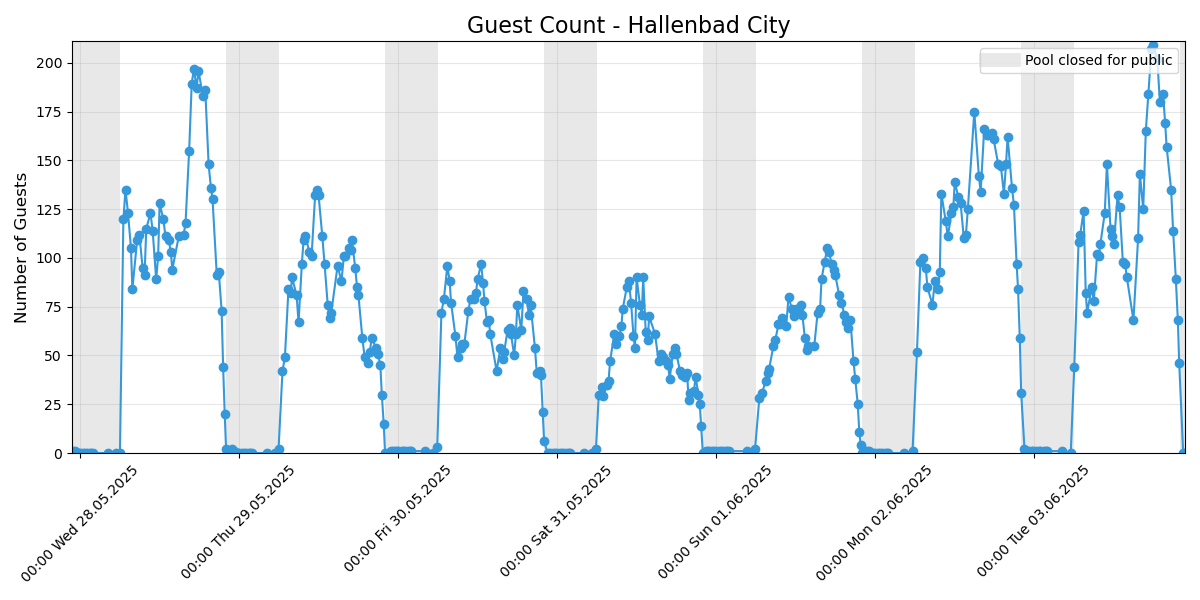 Guest Count - Hallenbad City
Pool closed for public
Number of Guests
200
175
150
125
100
75
50
25
0
00:00 Wed 28.05.2025
00:00 Thu 29.05.2025
00:00 Fri 30.05.2025
00:00 Sat 31.05.2025
00:00 Sun 01.06.2025
00:00 Mon 02.06.2025
00:00 Tue 03.06.2025